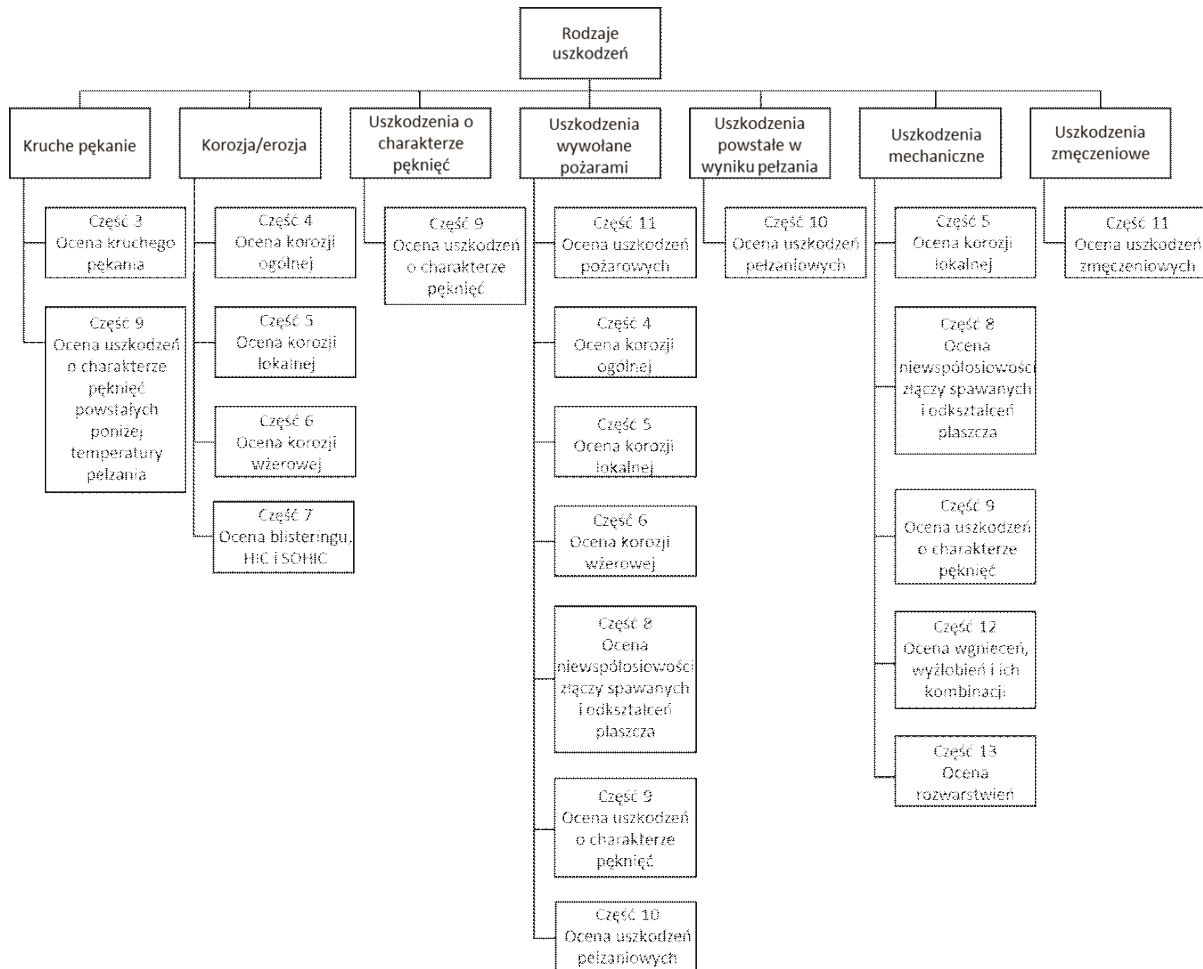 Rodzaje
uszkodzeń
Kruche pękanie
Korozja/erozja
Uszkodzenia o
charakterze
pęknięć
Uszkodzenia
wywołane
pożarami
Uszkodzenia
powstałe w
wyniku pełzania
Uszkodzenia
mechaniczne
Uszkodzenia
zmęczeniowe
Część 3
Ocena kruchego
pękania
Część 9
Ocena uszkodzeń
o charakterze
pęknięć
powstałych
poniżej
temperatury
pełzania
Część 4
Ocena korozji
ogólnej
Część 5
Ocena korozji
lokalnej
Część 6
Ocena korozji
wżerowej
Część 7
Ocena blisteringu,
HIC i SOHIC
Część 9
Ocena uszkodzeń
o charakterze
pęknięć
Część 11
Ocena uszkodzeń
pożarowych
Część 4
Ocena korozji
ogólnej
Część 5
Ocena korozji
lokalnej
Część 6
Ocena korozji
wżerowej
Część 8
Ocena
niewspółosiowości
złączy spawanych
i odkształceń
płaszcza
Część 9
Ocena uszkodzeń
o charakterze
pęknięć
Część 10
Ocena uszkodzeń
pełzaniowych
Część 10
Ocena uszkodzeń
pełzaniowych
Część 5
Ocena korozji
lokalnej
Część 8
Ocena
niewspółosiowości
złączy spawanych
i odkształceń
płaszcza
Część 9
Ocena uszkodzeń
o charakterze
pęknięć
Część 12
Ocena wgnieceń,
wyżłobień i ich
kombinacji
Część 13
Ocena
rozwarstwień
Część 11
Ocena uszkodzeń
zmęczeniowych